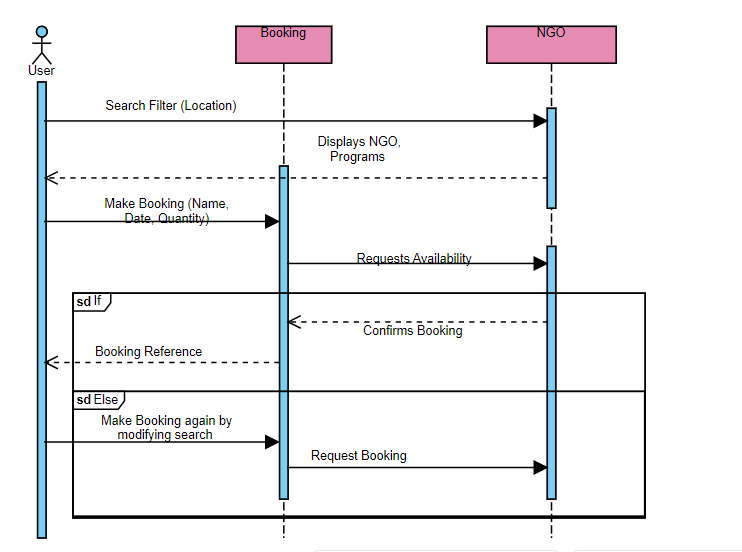 Booking
NGO
User
Search Filter (Location)
Displays NGO,
Programs
Make Booking (Name,
Date, Quantity)
Requests Availability
sd If
Confirms Booking
Booking Reference
sd Else
Make Booking again by
modifying search
Request Booking